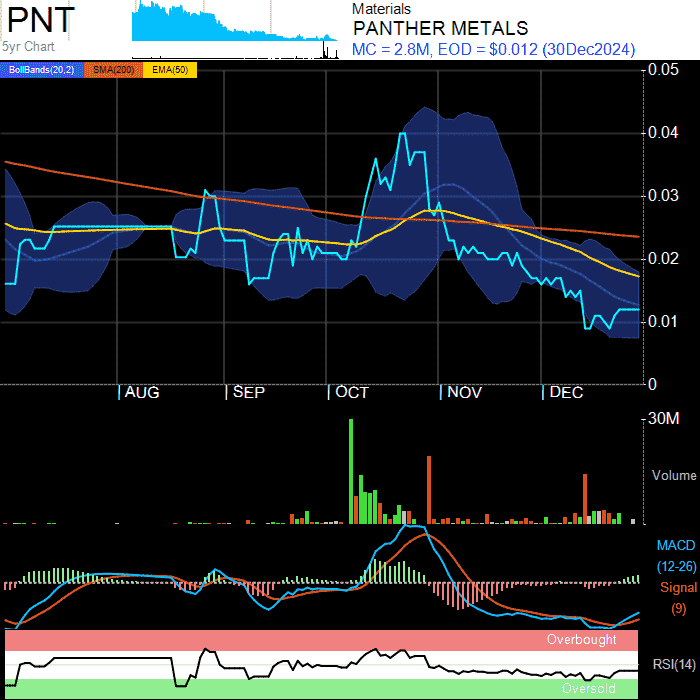 PNT
5yr Chart
Materials
PANTHER METALS
MC = 2.8M, EOD = $0.012 (30Dec2024)
BollBands(20,2) SMA(200) EMA(50)
0.05
0.04
0.03
0.02
0.01
0
AUG SEP OCT NOV DEC
30M
Volume
MACD
(12-26)
Signal
(9)
Overbought
RSI(14)
Oversold